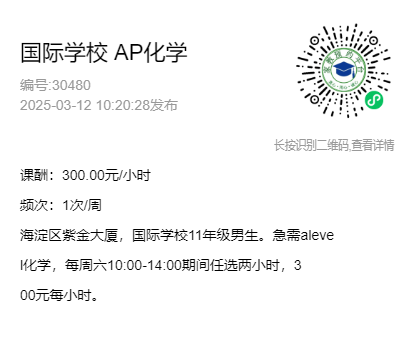 国际学校 AP化学
编号:30480
2025-03-12 10:20:28发布
长按识别二维码,查看详情
课酬：300.00元/小时
频次：1次/周
海淀区紫金大厦，国际学校11年级男生。急需aleve
l化学，每周六10:00-14:00期间任选两小时，3
00元每小时。